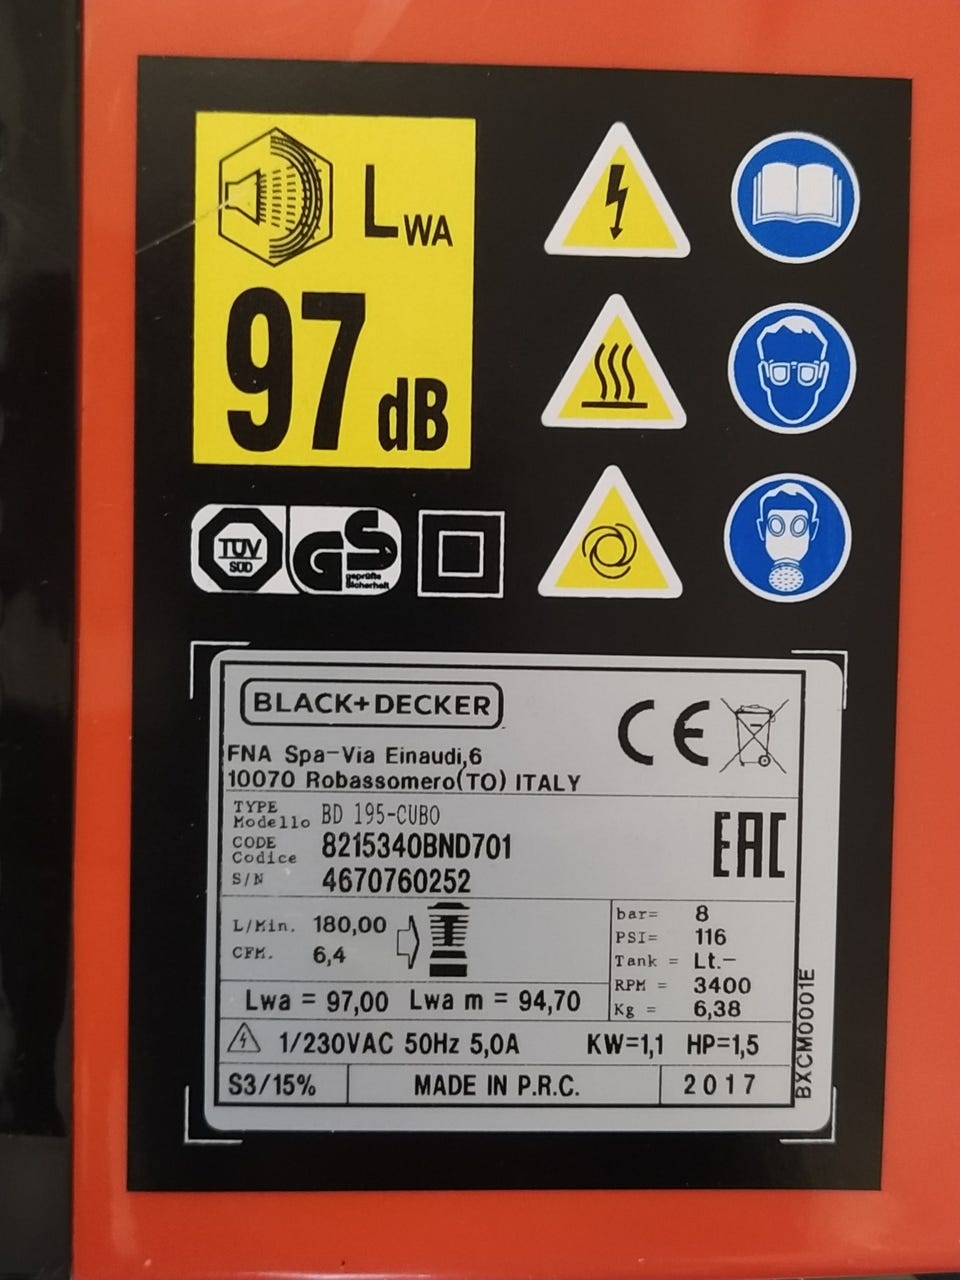 LWA
97 dB
TÜV
SÜD
GS
geprüfte
Sicherheit
BLACK+DECKER
CE
FNA Spa-Via Einaudi,6
10070 Robassomero(TO) ITALY
TYPE
Modello BD 195-CUBO
CODE
Codice 8215340BND701
S/N 4670760252
EAC
L/Min. 180,00
CFM. 6,4
bar= 8
PSI= 116
Tank = Lt.-
RPM = 3400
Kg = 6,38
Lwa = 97,00 Lwa m = 94,70
1/230VAC 50Hz 5,0A KW=1,1 HP=1,5
S3/15% MADE IN P.R.C. 2017
BXCM0001E